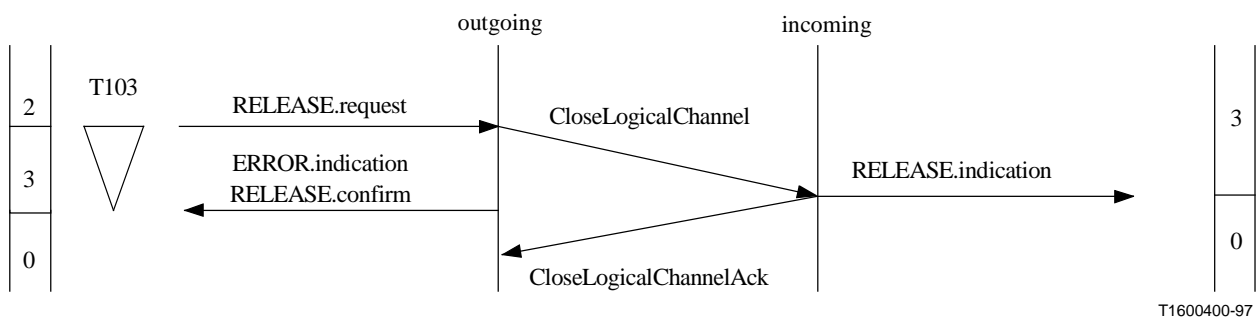 outgoing
incoming
T103
2
RELEASE.request
CloseLogicalChannel
3
ERROR.indication
3
RELEASE.indication
RELEASE.confirm
0
0
CloseLogicalChannelAck
T1600400-97